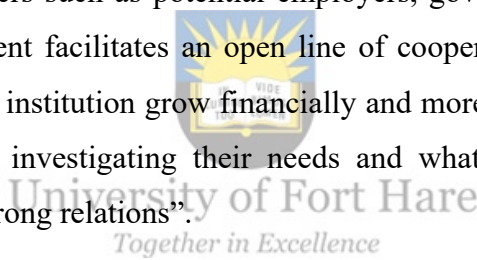 ers such as potential employers, gov
ent facilitates an open line of cooper
institution grow financially and more
investigating their needs and what
University of Fort Hare
rong relations”.
Together in Excellence